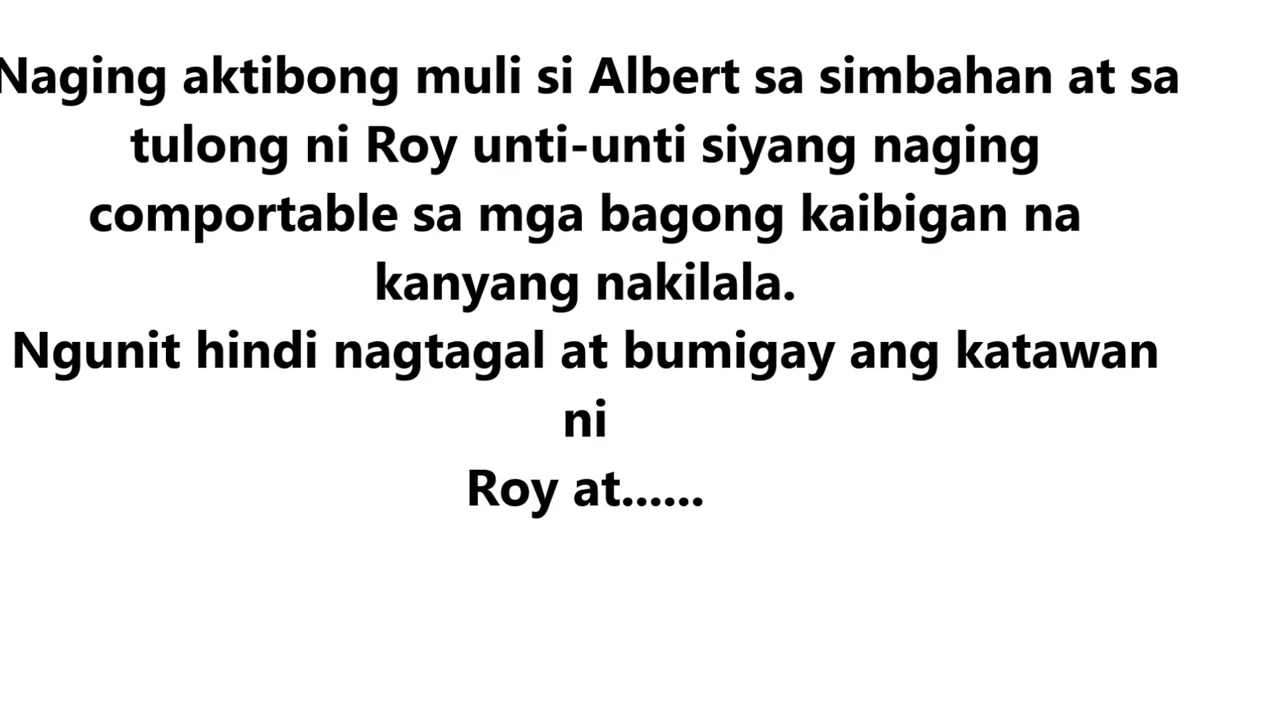 Naging aktibong muli si Albert sa simbahan at sa
tulong ni Roy unti-unti siyang naging
comportable sa mga bagong kaibigan na
kanyang nakilala.
Ngunit hindi nagtagal at bumigay ang katawan
ni
Roy at......